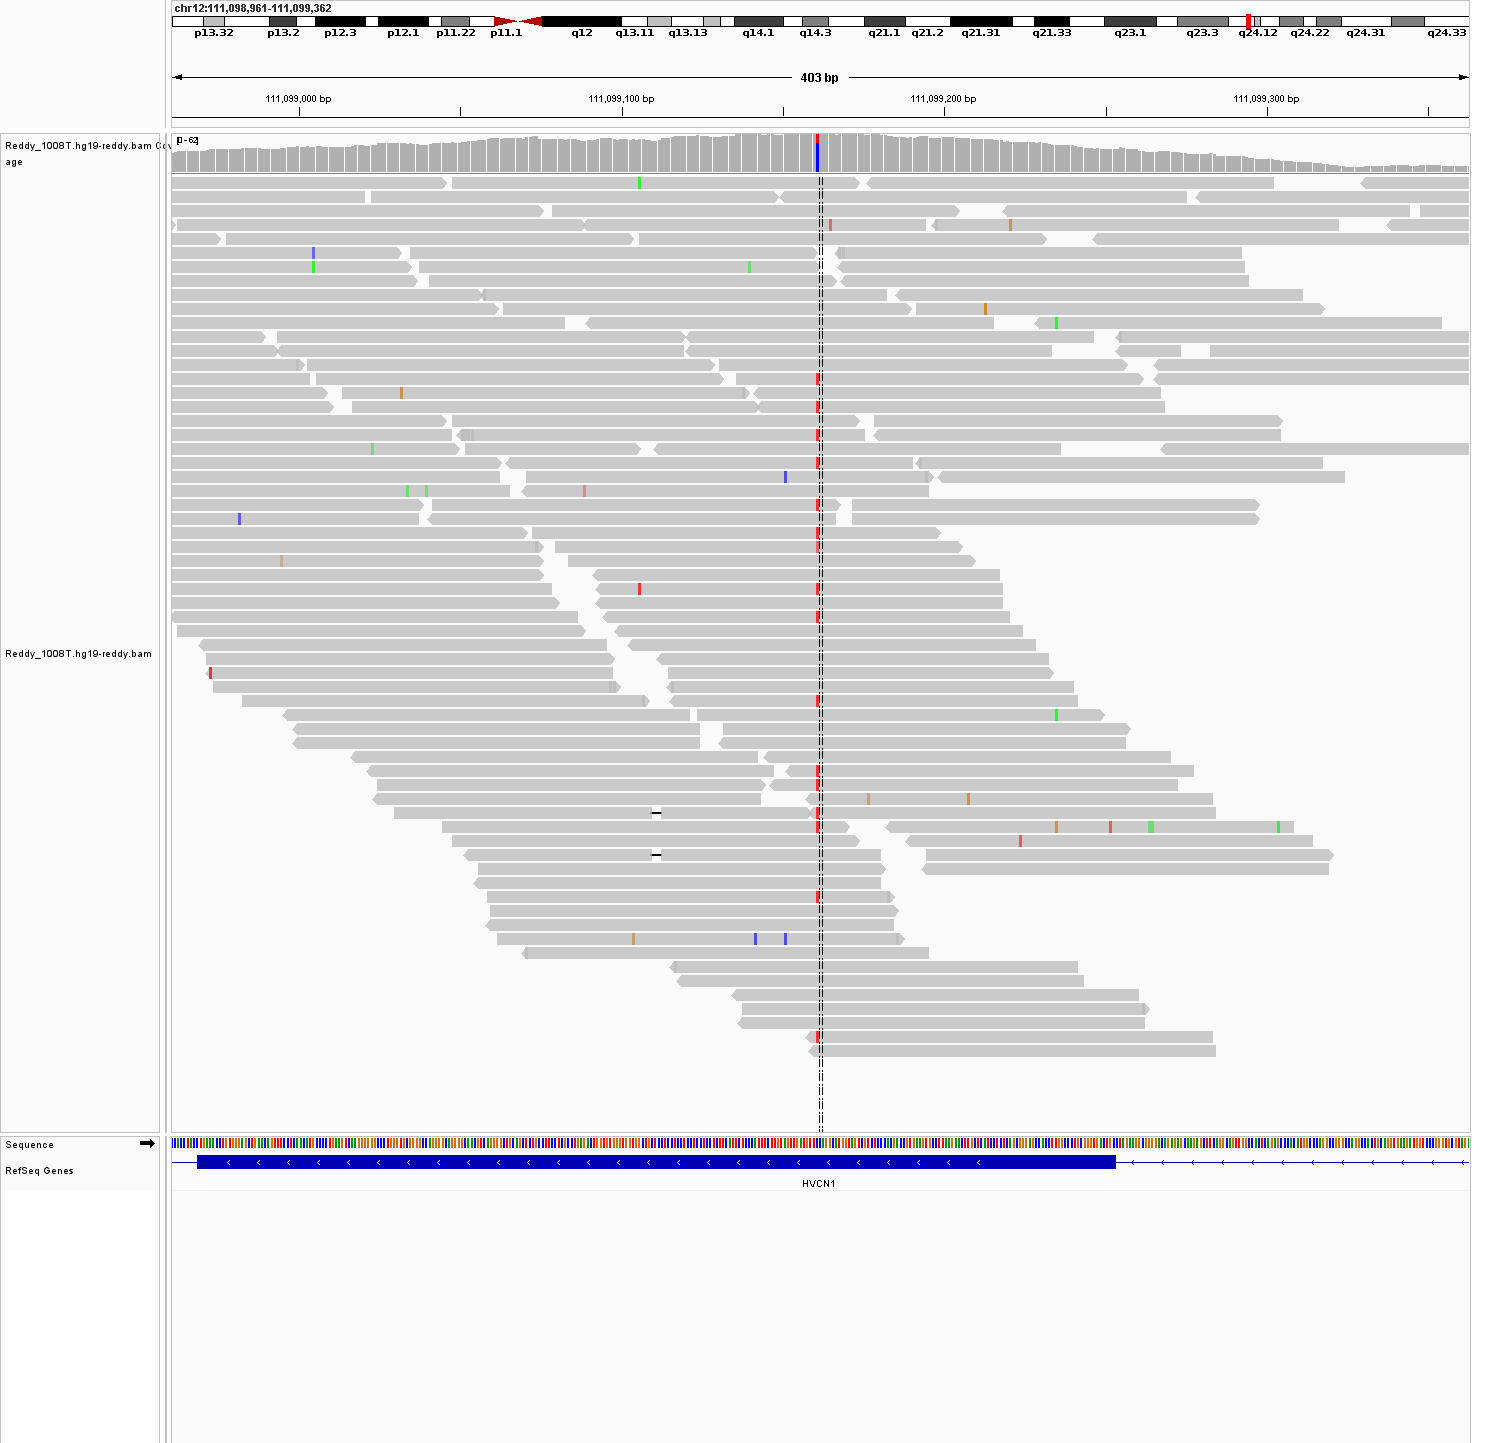 chr12:111,098,961-111,099,362
p13.32 p13.2 p12.3 p12.1 p11.22 p11.1 q12 q13.11 q13.13 q14.1 q14.3 q21.1 q21.2 q21.31 q21.33 q23.1 q23.3 q24.12 q24.22 q24.31 q24.33
403 bp
111,099,000 bp 111,099,100 bp 111,099,200 bp 111,099,300 bp
[0-62]
Reddy_1008T.hg19-reddy.bam Cov
age
Reddy_1008T.hg19-reddy.bam
Sequence
RefSeq Genes
HVCN1